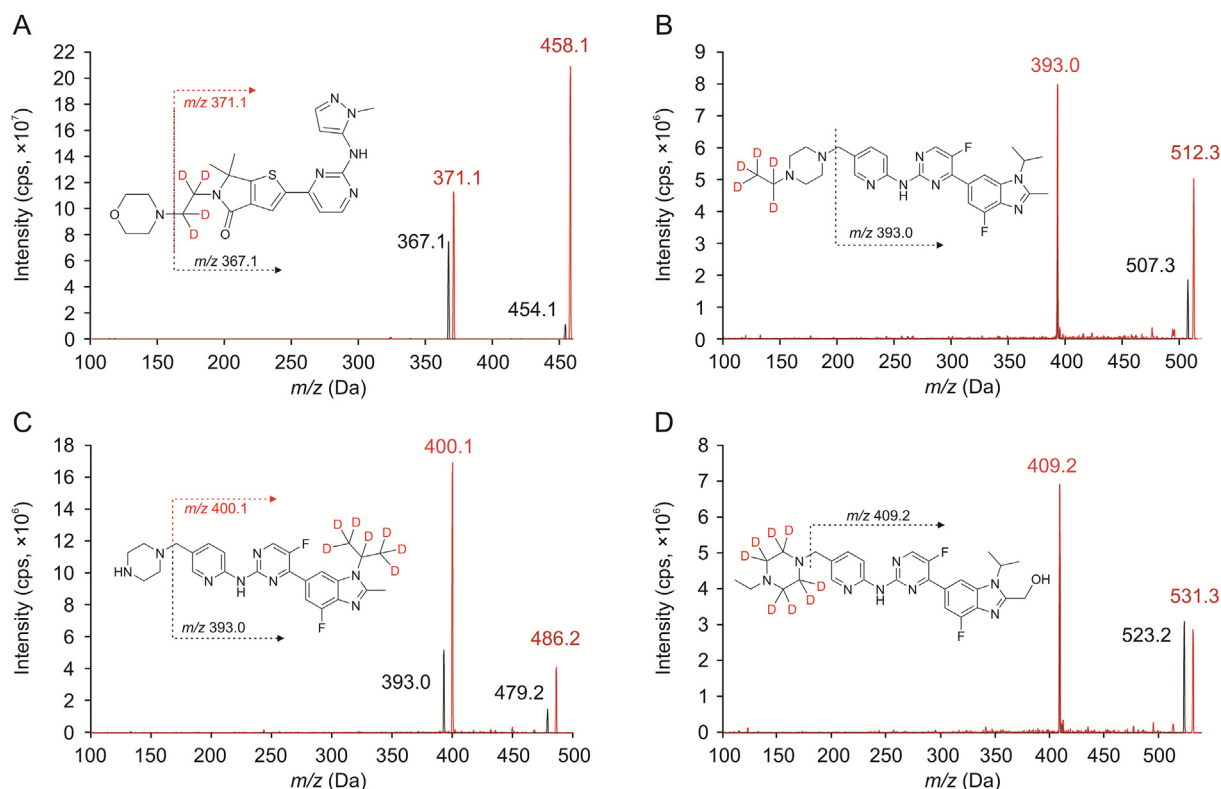 A
Intensity (cps, ×10⁷)
22
20
18
16
14
12
10
8
6
4
2
0
100 150 200 250 300 350 400 450
m/z (Da)
458.1
371.1
367.1
454.1
m/z 371.1
m/z 367.1
N
N
NH
S
N
N
N
O
N
O
D D
D
D
B
Intensity (cps, ×10⁶)
9
8
7
6
5
4
3
2
1
0
100 150 200 250 300 350 400 450 500
m/z (Da)
393.0
512.3
507.3
m/z 393.0
D
D D
D
D
N
N
N
N
H
N
N
F
N
N
F
C
Intensity (cps, ×10⁶)
18
16
14
12
10
8
6
4
2
0
100 150 200 250 300 350 400 450 500
m/z (Da)
400.1
486.2
393.0
479.2
m/z 400.1
m/z 393.0
N
HN
N
N
H
N
N
F
D D
D D D
D
D
N
N
F
D
Intensity (cps, ×10⁶)
8
7
6
5
4
3
2
1
0
100 150 200 250 300 350 400 450 500
m/z (Da)
409.2
531.3
523.2
m/z 409.2
D D
D D
N
N
D
D
D D
N
N
H
N
N
F
N
N
OH
F